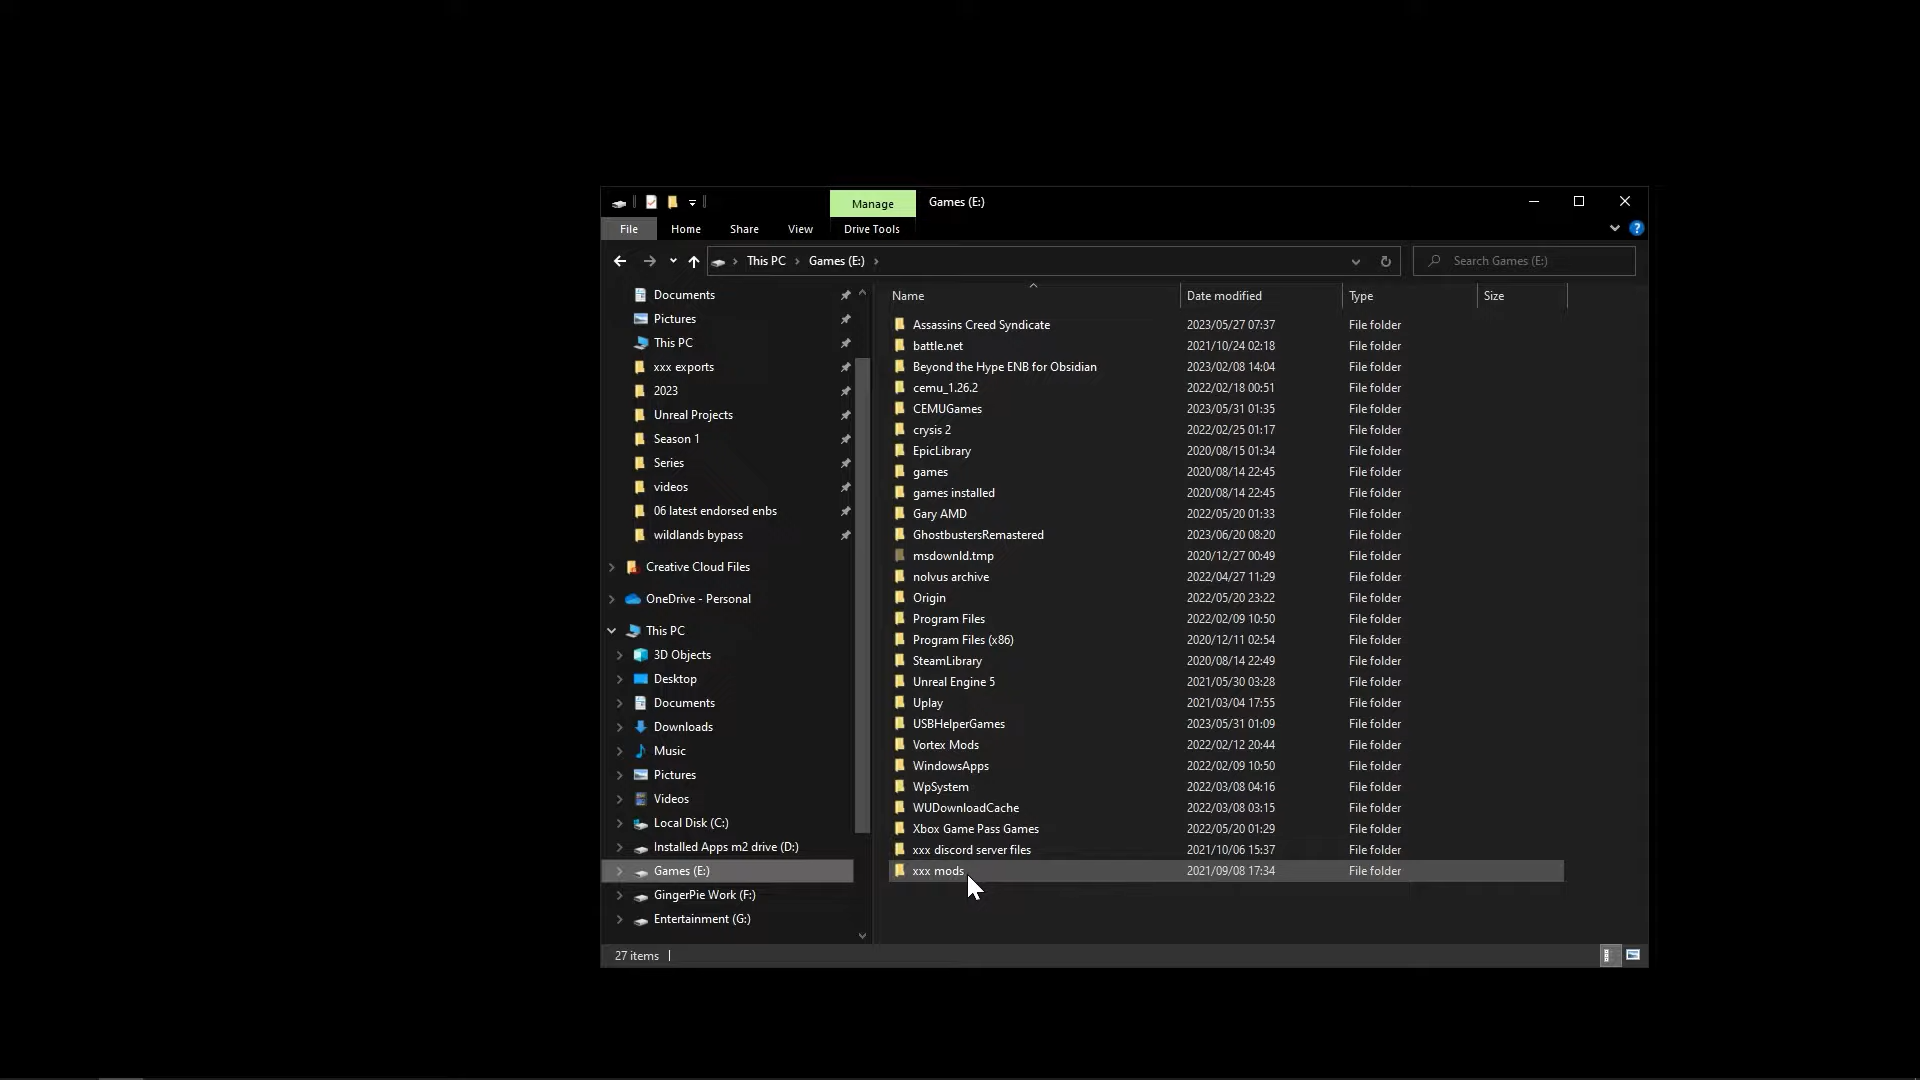 Manage
Games (E:)
File
Home
Share
View
Drive Tools
?
This PC
Games (E:)
Search Games (E:)
Documents
Pictures
This PC
xxx exports
2023
Unreal Projects
Season 1
Series
videos
06 latest endorsed enbs
wildlands bypass
Creative Cloud Files
OneDrive - Personal
This PC
3D Objects
Desktop
Documents
Downloads
Music
Pictures
Videos
Local Disk (C:)
Installed Apps m2 drive (D:)
Games (E:)
GingerPie Work (F:)
Entertainment (G:)
Name Date modified Type Size
Assassins Creed Syndicate 2023/05/27 07:37 File folder
battle.net 2021/10/24 02:18 File folder
Beyond the Hype ENB for Obsidian 2023/02/08 14:04 File folder
cemu_1.26.2 2022/02/18 00:51 File folder
CEMUGames 2023/05/31 01:35 File folder
crysis 2 2022/02/25 01:17 File folder
EpicLibrary 2020/08/15 01:34 File folder
games 2020/08/14 22:45 File folder
games installed 2020/08/14 22:45 File folder
Gary AMD 2022/05/20 01:33 File folder
GhostbustersRemastered 2023/06/20 08:20 File folder
msdownld.tmp 2020/12/27 00:49 File folder
nolvus archive 2022/04/27 11:29 File folder
Origin 2022/05/20 23:22 File folder
Program Files 2022/02/09 10:50 File folder
Program Files (x86) 2020/12/11 02:54 File folder
SteamLibrary 2020/08/14 22:49 File folder
Unreal Engine 5 2021/05/30 03:28 File folder
Uplay 2021/03/04 17:55 File folder
USBHelperGames 2023/05/31 01:09 File folder
Vortex Mods 2022/02/12 20:44 File folder
WindowsApps 2022/02/09 10:50 File folder
WpSystem 2022/03/08 04:16 File folder
WUDownloadCache 2022/03/08 03:15 File folder
Xbox Game Pass Games 2022/05/20 01:29 File folder
xxx discord server files 2021/10/06 15:37 File folder
xxx mods 2021/09/08 17:34 File folder
27 items